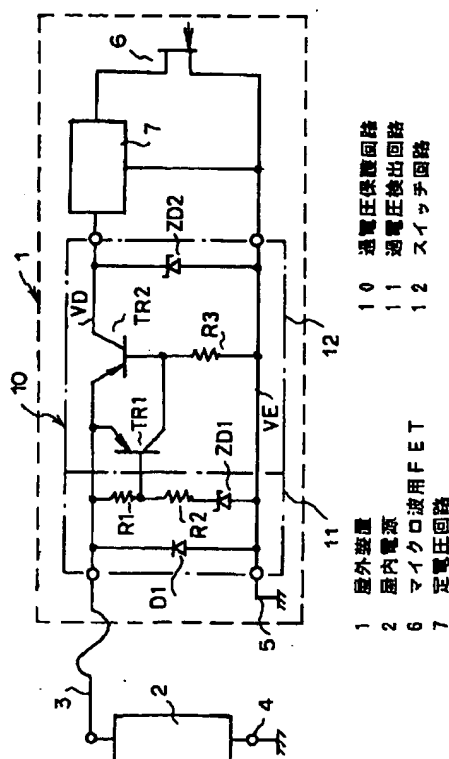 1
10
VD
TR2
7
6
TR1
R1
R2
ZD1
ZD2
R3
D1
VE
3
2
4
5
11
12
1 屋外装置
2 屋内電源
6 マイクロ波用FET
7 定電圧回路
10 過電圧保護回路
11 過電圧検出回路
12 スイッチ回路